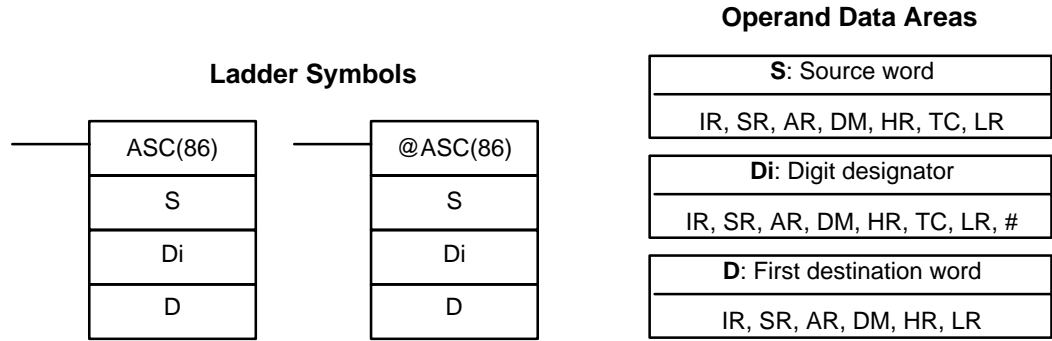 Ladder Symbols
ASC(86)
S
Di
D
@ASC(86)
S
Di
D
Operand Data Areas
S: Source word
IR, SR, AR, DM, HR, TC, LR
Di: Digit designator
IR, SR, AR, DM, HR, TC, LR, #
D: First destination word
IR, SR, AR, DM, HR, LR